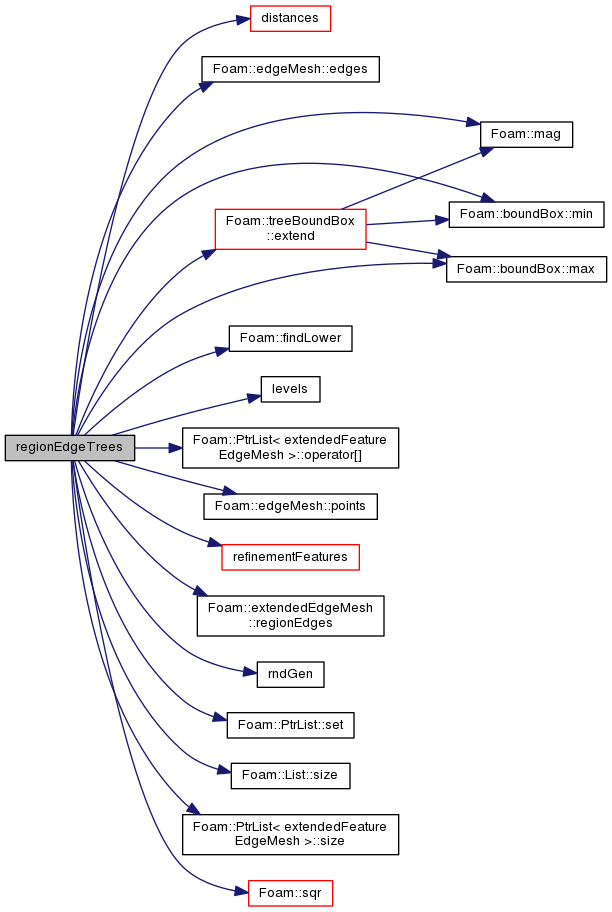 distances
Foam::edgeMesh::edges
Foam::mag
Foam::boundBox::min
Foam::treeBoundBox
::extend
Foam::boundBox::max
Foam::findLower
levels
regionEdgeTrees
Foam::PtrList< extendedFeature
EdgeMesh >::operator[]
Foam::edgeMesh::points
refinementFeatures
Foam::extendedEdgeMesh
::regionEdges
rndGen
Foam::PtrList::set
Foam::List::size
Foam::PtrList< extendedFeature
EdgeMesh >::size
Foam::sqr